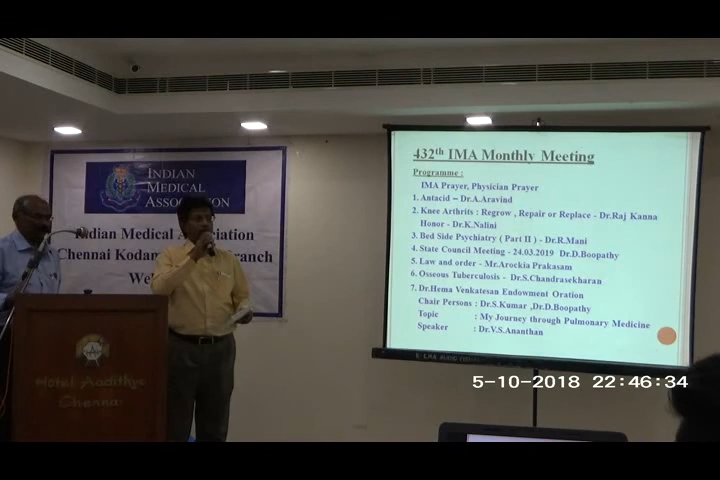 INDIAN
MEDICAL
ASSOCIATION
Indian Medical Association
Chennai Branch
432th IMA Monthly Meeting
Programme :
IMA Prayer, Physician Prayer
1. Antacid – Dr.A.Aravind
2. Knee Arthrits : Regrow , Repair or Replace - Dr.Raj Kanna
Honor - Dr.K.Nalini
3. Bed Side Psychiatry ( Part II ) - Dr.R.Mani
4. State Council Meeting - 24.03.2019 Dr.D.Boopathy
5. Law and order - Mr.Arockia Prakasam
6. Osseous Tuberculosis - Dr.S.Chandrasekharan
7. Dr.Hema Venkatesan Endowment Oration
Chair Persons : Dr.S.Kumar ,Dr.D.Boopathy
Topic : My Journey through Pulmonary Medicine
Speaker : Dr.V.S.Ananthan
Hotel Aadithya
Chennai
5-10-2018 22:46:34